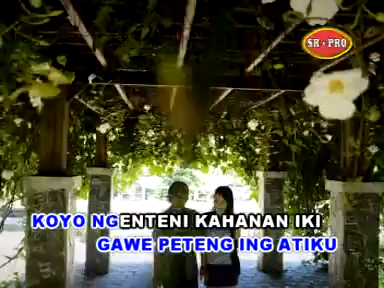 SR-PRO
KOYO NGENTENI KAHANAN IKI
GAWE PETENG ING ATIKU